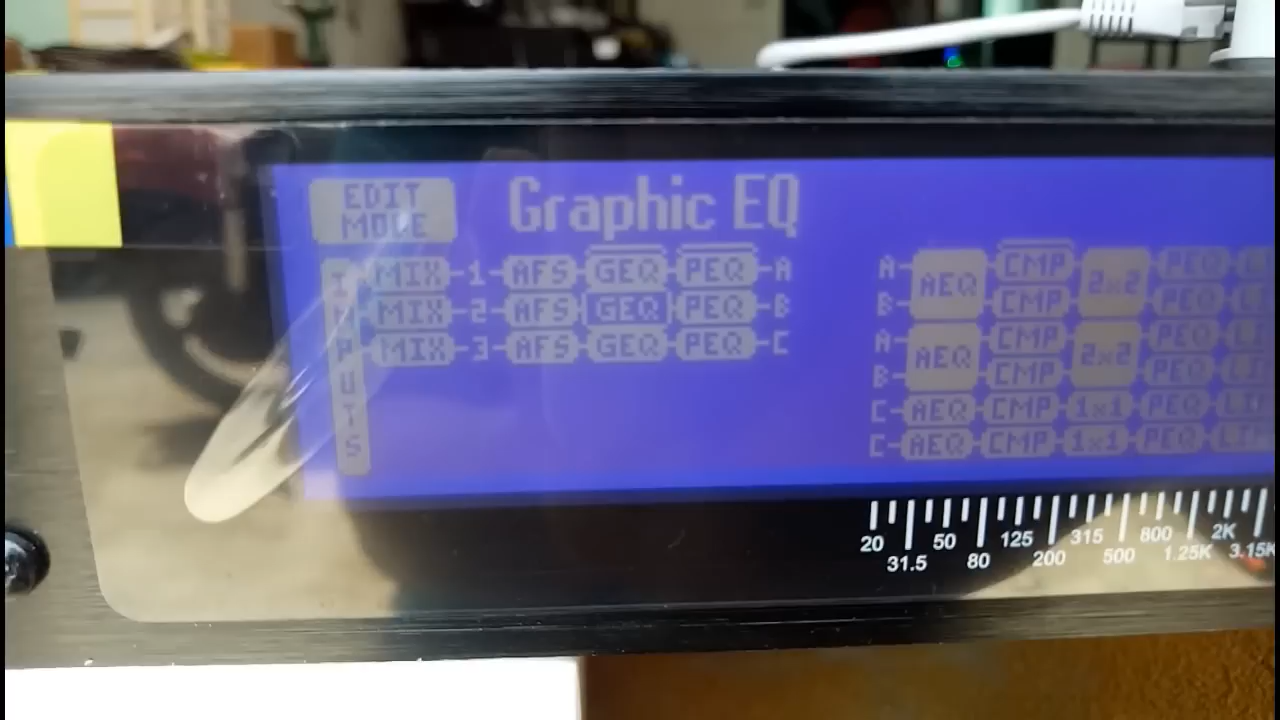 EDIT MODE
Graphic EQ
INPUTS
MIX 1 AFS GEQ PEQ A
MIX 2 AFS GEQ PEQ B
MIX 3 AFS GEQ PEQ C
A AEQ CMP 2x2 PEQ
B CMP PEQ
A AEQ CMP 2x2 PEQ
B CMP PEQ
C AEQ CMP 1x1 PEQ
C AEQ CMP 1x1 PEQ
20 50 125 315 800 2K
31.5 80 200 500 1.25K 3.15K